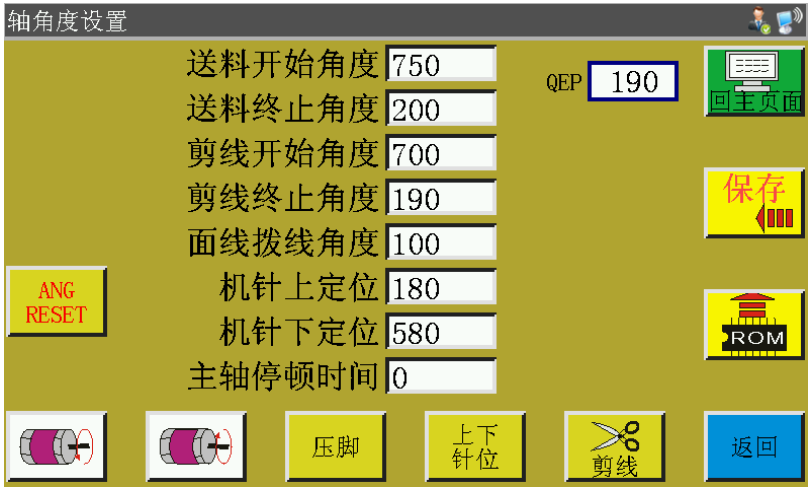 轴角度设置
送料开始角度 750
QEP 190
回主页面
送料终止角度 200
剪线开始角度 700
剪线终止角度 190
保存
面线拨线角度 100
机针上定位 180
ANG
RESET
机针下定位 580
ROM
主轴停顿时间 0
压脚
上下
针位
剪线
返回